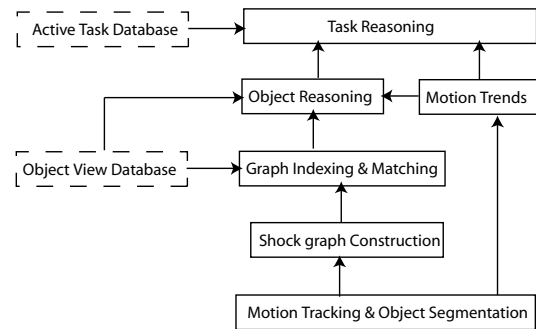 Active Task Database
Task Reasoning
Object Reasoning
Motion Trends
Object View Database
Graph Indexing & Matching
Shock graph Construction
Motion Tracking & Object Segmentation